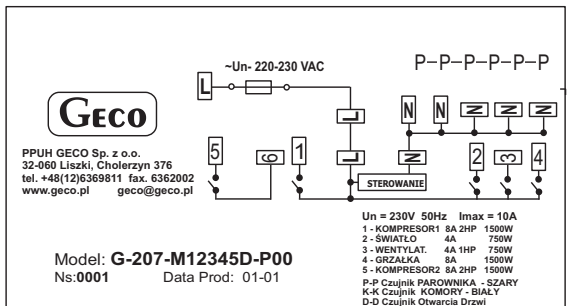 ~Un- 220-230 VAC
P-P-P-P-P-P
L
N N N N N
L
GECO
5 6 1 L N 2 3 4
STEROWANIE
PPUH GECO Sp. z o.o.
32-060 Liszki, Cholerzyn 376
tel. +48(12)6369811 fax. 6362002
www.geco.pl geco@geco.pl
Un = 230V 50Hz Imax = 10A
1 - KOMPRESOR1 8A 2HP 1500W
2 - ŚWIATŁO 4A 750W
3 - WENTYLAT. 4A 1HP 750W
4 - GRZAŁKA 8A 1500W
5 - KOMPRESOR2 8A 2HP 1500W
P-P Czujnik PAROWNIKA - SZARY
K-K Czujnik KOMORY - BIAŁY
D-D Czujnik Otwarcia Drzwi
Model: G-207-M12345D-P00
Ns:0001 Data Prod: 01-01